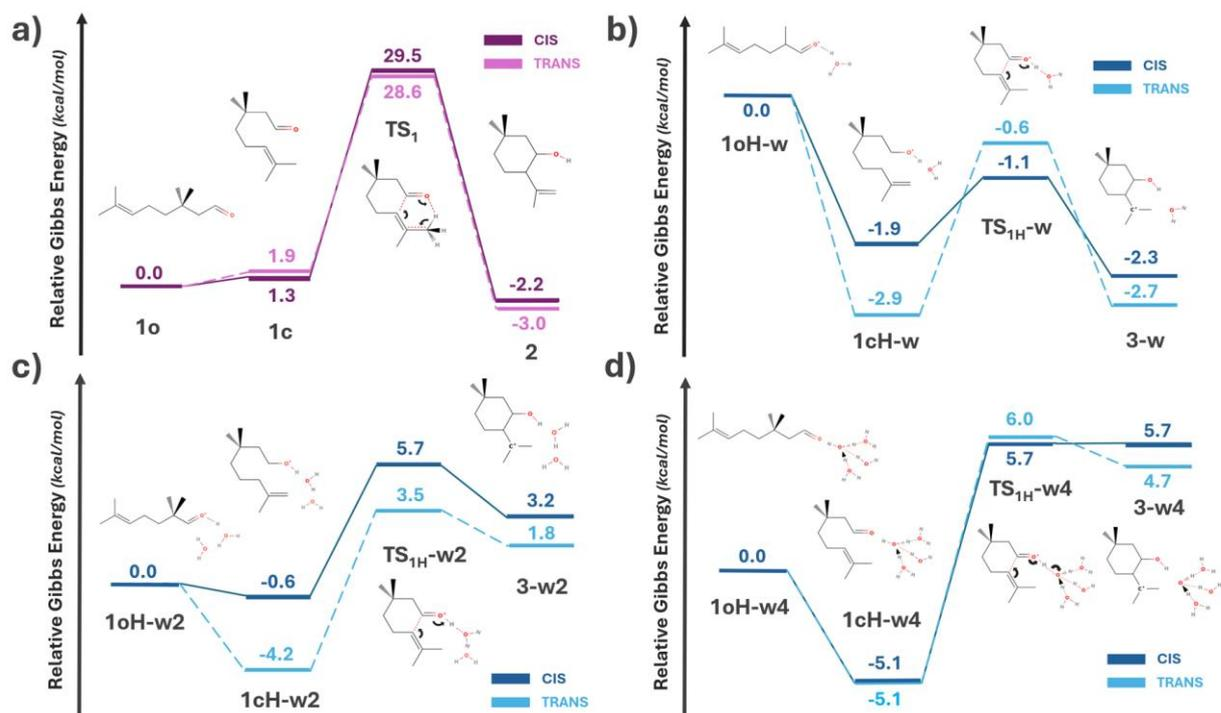 a)
Relative Gibbs Energy (kcal/mol)
CIS
TRANS
29.5
28.6
TS1
0.0
1.9
1.3
-2.2
-3.0
1o
1c
2
b)
Relative Gibbs Energy (kcal/mol)
CIS
TRANS
0.0
1oH-w
-1.9
-2.9
1cH-w
-0.6
-1.1
TS1H-w
-2.3
-2.7
3-w
c)
Relative Gibbs Energy (kcal/mol)
0.0
1oH-w2
-0.6
-4.2
1cH-w2
5.7
3.5
TS1H-w2
3.2
1.8
3-w2
CIS
TRANS
d)
Relative Gibbs Energy (kcal/mol)
0.0
1oH-w4
1cH-w4
-5.1
-5.1
6.0
5.7
TS1H-w4
5.7
4.7
3-w4
CIS
TRANS